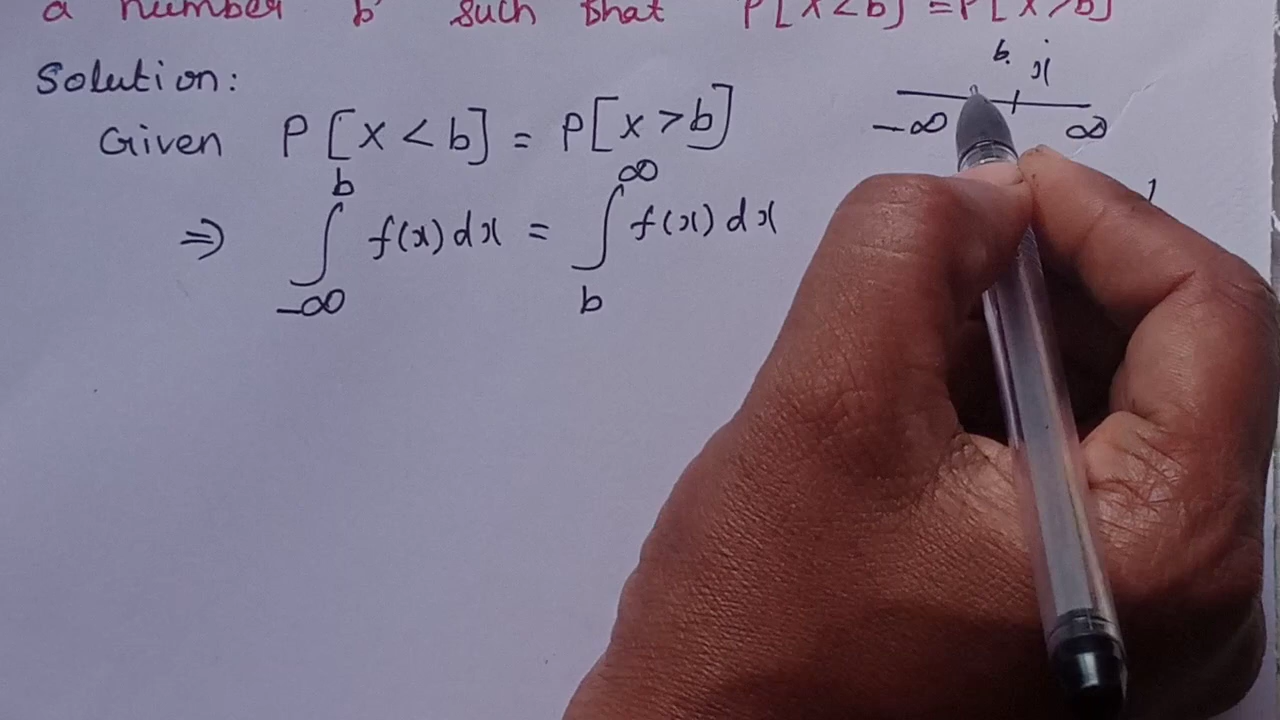 a number 'b' such that P[X<b] = P[X>b]
Solution:
Given P[X<b] = P[X>b]
⇒ ∫_{-∞}^{b} f(x)dx = ∫_{b}^{∞} f(x)dx
b. x
-∞ ∞